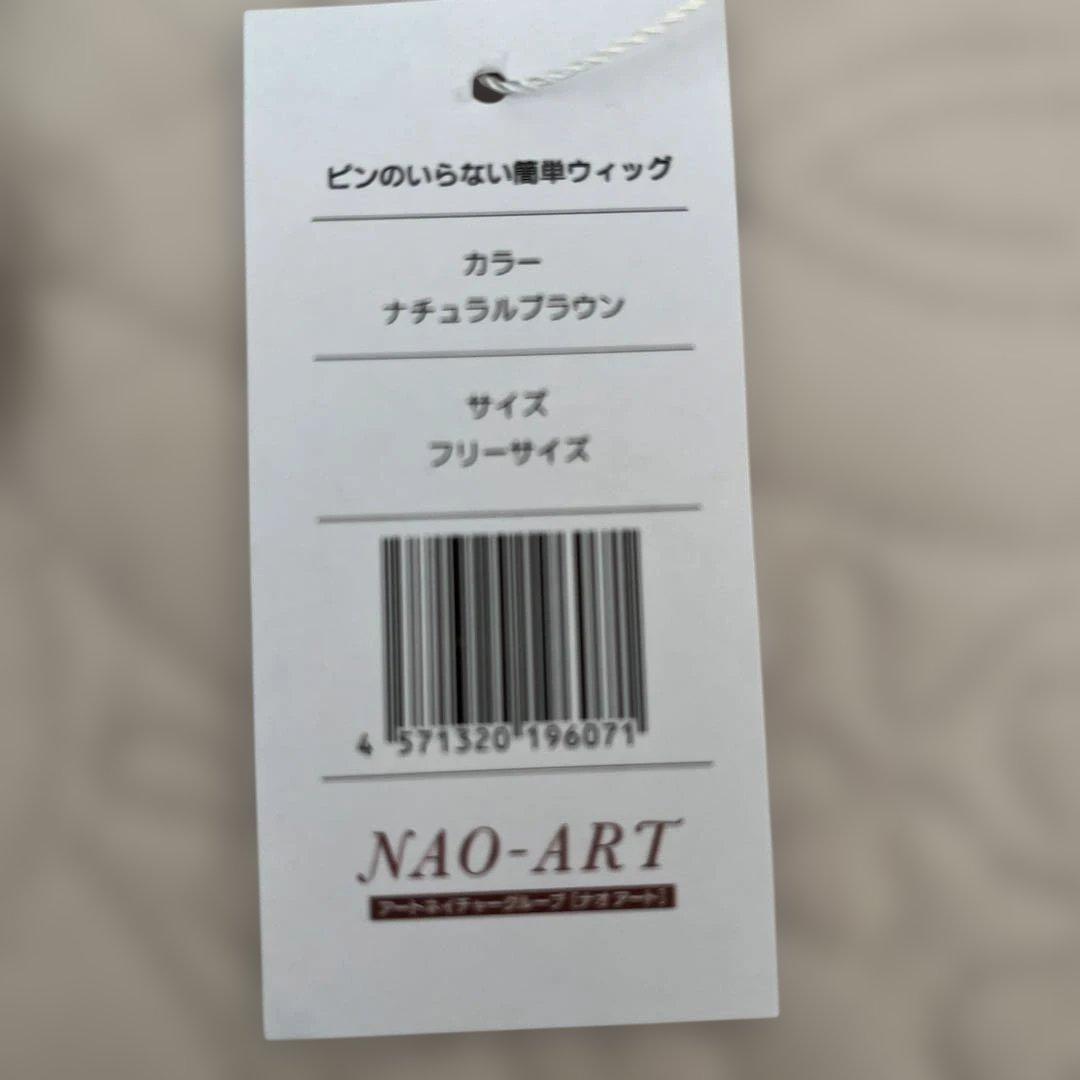 ピンのいらない簡単ウィッグ
カラー
ナチュラルブラウン
サイズ
フリーサイズ
4 571320 196071
NAO-ART
アートネイチャーグループ［ナオアート］